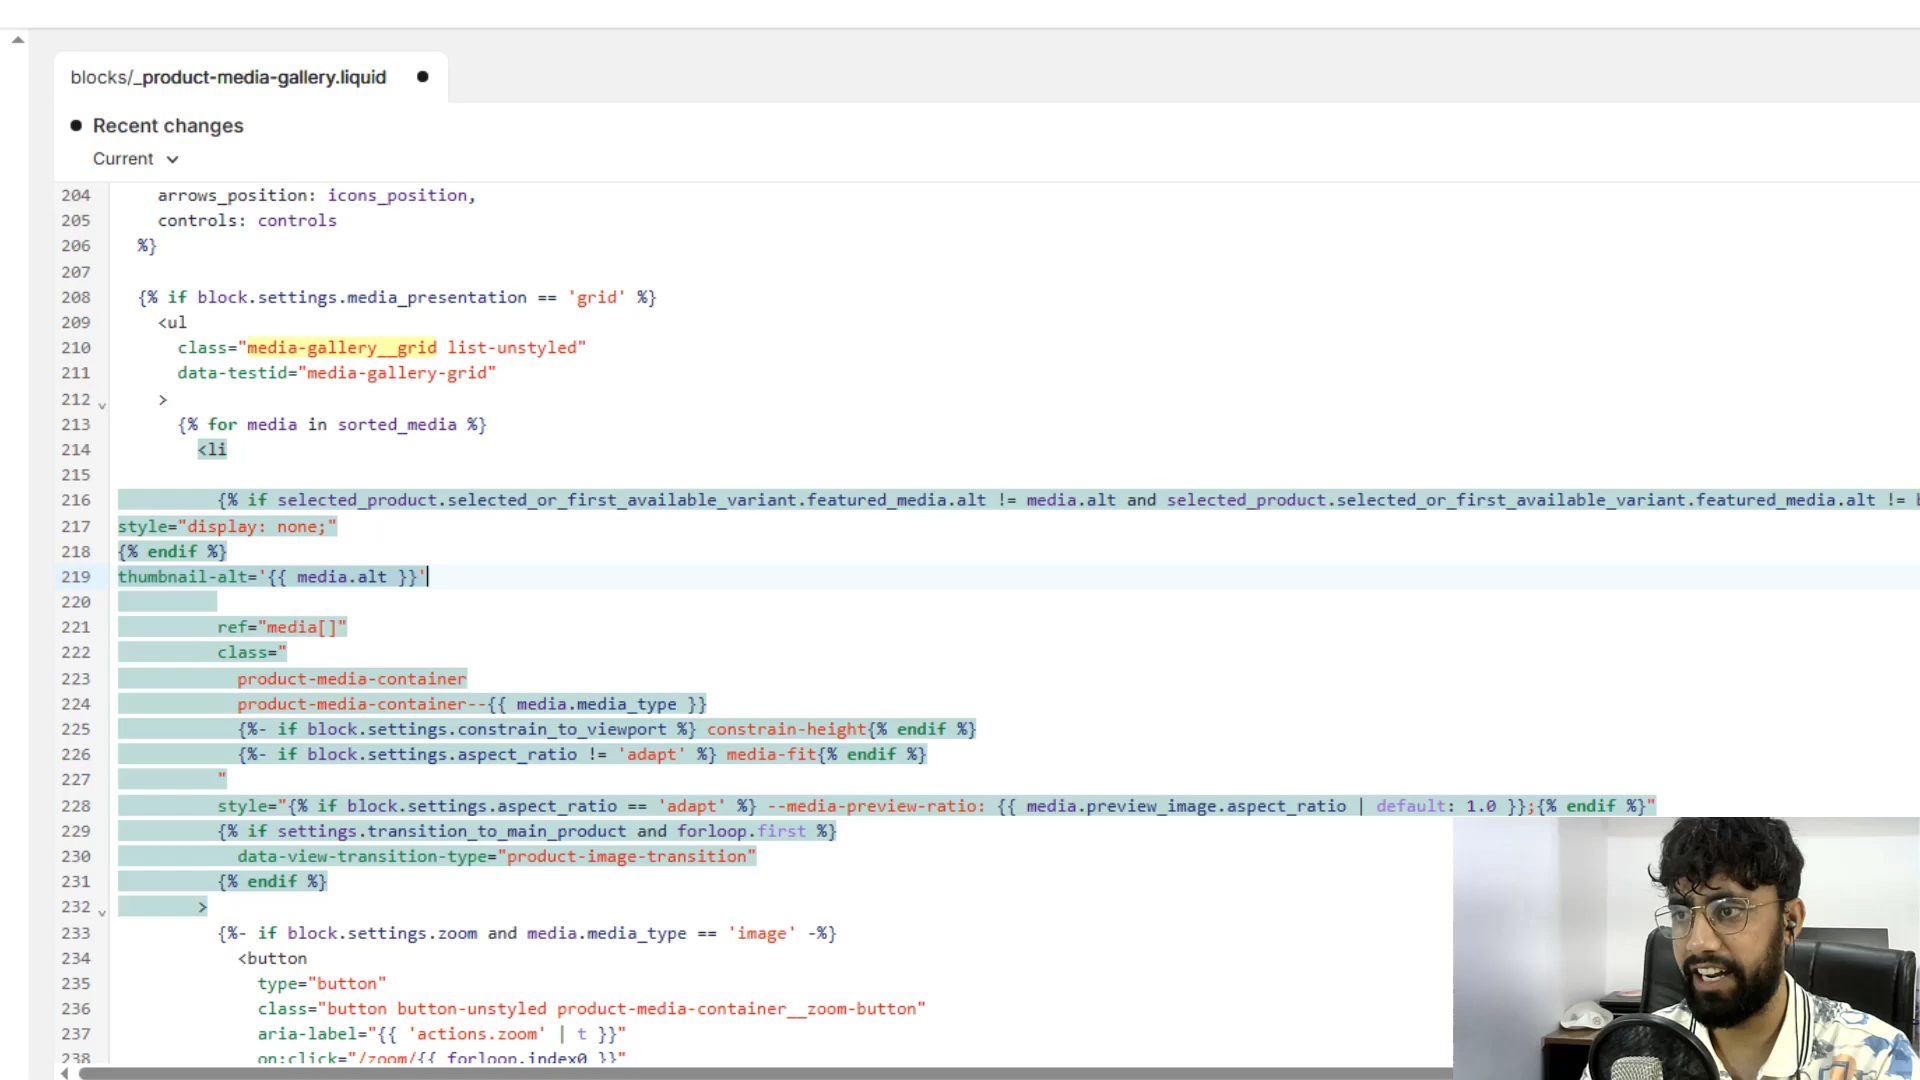 blocks/_product-media-gallery.liquid
Recent changes
Current
204 arrows_position: icons_position,
205 controls: controls
206 %}
207
208 {% if block.settings.media_presentation == 'grid' %}
209 <ul
210 class="media-gallery__grid list-unstyled"
211 data-testid="media-gallery-grid"
212 >
213 {% for media in sorted_media %}
214 <li
215
216 {% if selected_product.selected_or_first_available_variant.featured_media.alt != media.alt and selected_product.selected_or_first_available_variant.featured_media.alt !=
217 style="display: none;"
218 {% endif %}
219 thumbnail-alt='{{ media.alt }}'
220
221 ref="media[]"
222 class="
223 product-media-container
224 product-media-container--{{ media.media_type }}
225 {%- if block.settings.constrain_to_viewport %} constrain-height{% endif %}
226 {%- if block.settings.aspect_ratio != 'adapt' %} media-fit{% endif %}
227 "
228 style="{% if block.settings.aspect_ratio == 'adapt' %} --media-preview-ratio: {{ media.preview_image.aspect_ratio | default: 1.0 }};{% endif %}"
229 {% if settings.transition_to_main_product and forloop.first %}
230 data-view-transition-type="product-image-transition"
231 {% endif %}
232 >
233 {%- if block.settings.zoom and media.media_type == 'image' -%}
234 <button
235 type="button"
236 class="button button-unstyled product-media-container__zoom-button"
237 aria-label="{{ 'actions.zoom' | t }}"
238 on:click="/zoom/{{ forloop.index0 }}"